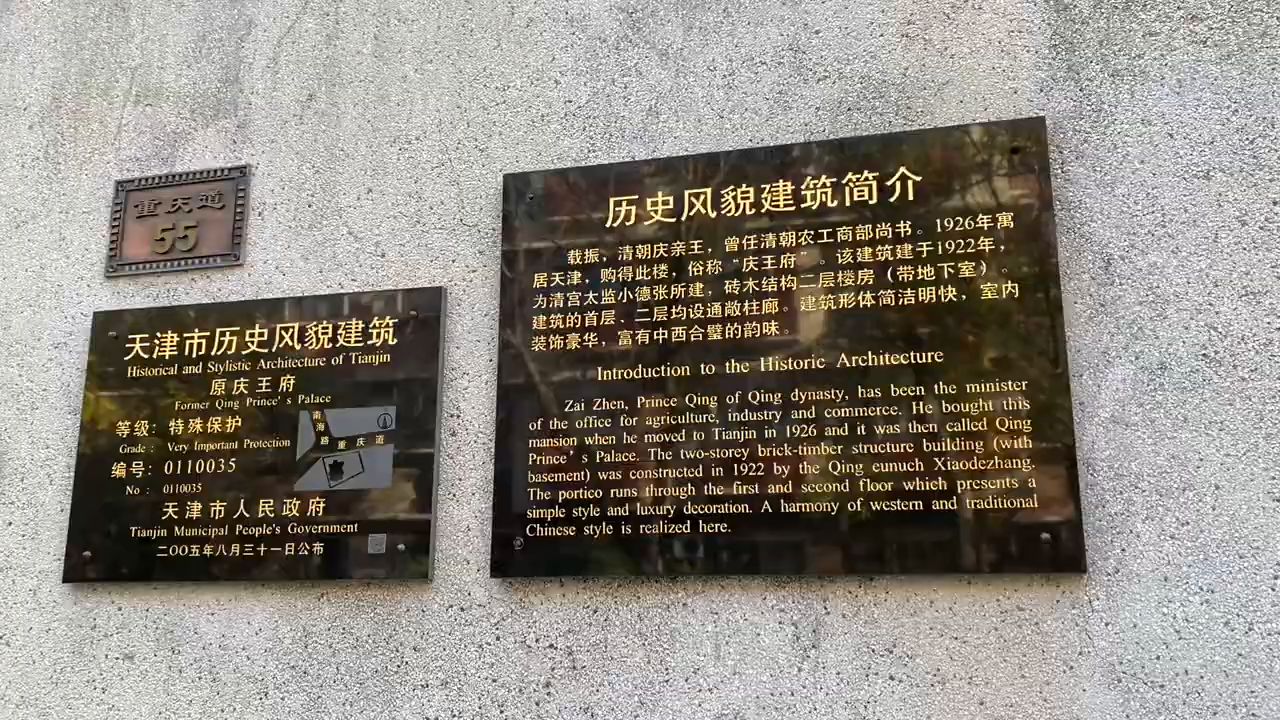 重庆道
55
天津市历史风貌建筑
Historical and Stylistic Architecture of Tianjin
原庆王府
Former Qing Prince's Palace
等级：特殊保护
Grade： Very Important Protection
编号：0110035
No： 0110035
南海路
重庆道
天津市人民政府
Tianjin Municipal People's Government
二〇〇五年八月三十一日公布
历史风貌建筑简介
载振，清朝庆亲王，曾任清朝农工商部尚书。1926年寓
居天津，购得此楼，俗称“庆王府”。该建筑建于1922年，
为清宫太监小德张所建，砖木结构二层楼房（带地下室）。
建筑的首层、二层均设通敞柱廊。建筑形体简洁明快，室内
装饰豪华，富有中西合璧的韵味。
Introduction to the Historic Architecture
Zai Zhen, Prince Qing of Qing dynasty, has been the minister
of the office for agriculture, industry and commerce. He bought this
mansion when he moved to Tianjin in 1926 and it was then called Qing
Prince's Palace. The two-storey brick-timber structure building (with
basement) was constructed in 1922 by the Qing eunuch Xiaodezhang.
The portico runs through the first and second floor which presents a
simple style and luxury decoration. A harmony of western and traditional
Chinese style is realized here.